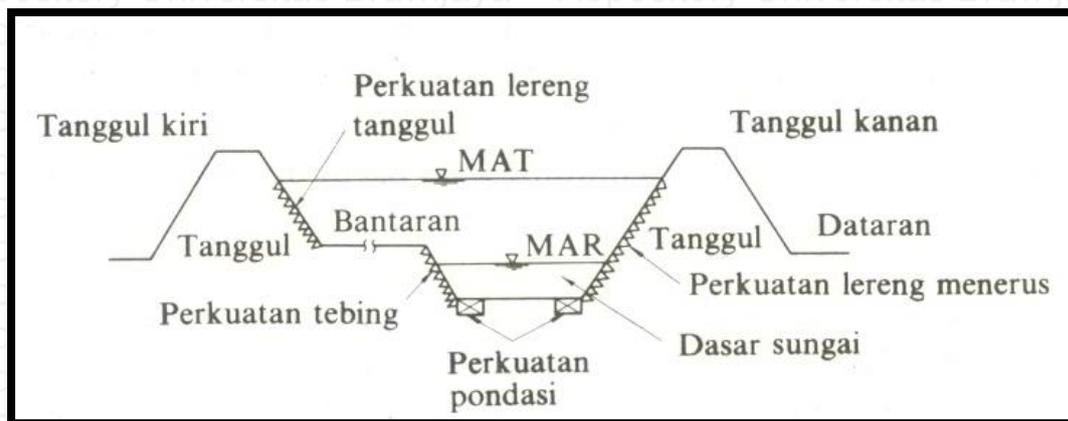 Perkuatan lereng
tanggul
Tanggul kiri
Tanggul kanan
MAT
Bantaran
Tanggul
MAR
Tanggul
Dataran
Perkuatan tebing
Perkuatan lereng menerus
Dasar sungai
Perkuatan
pondasi